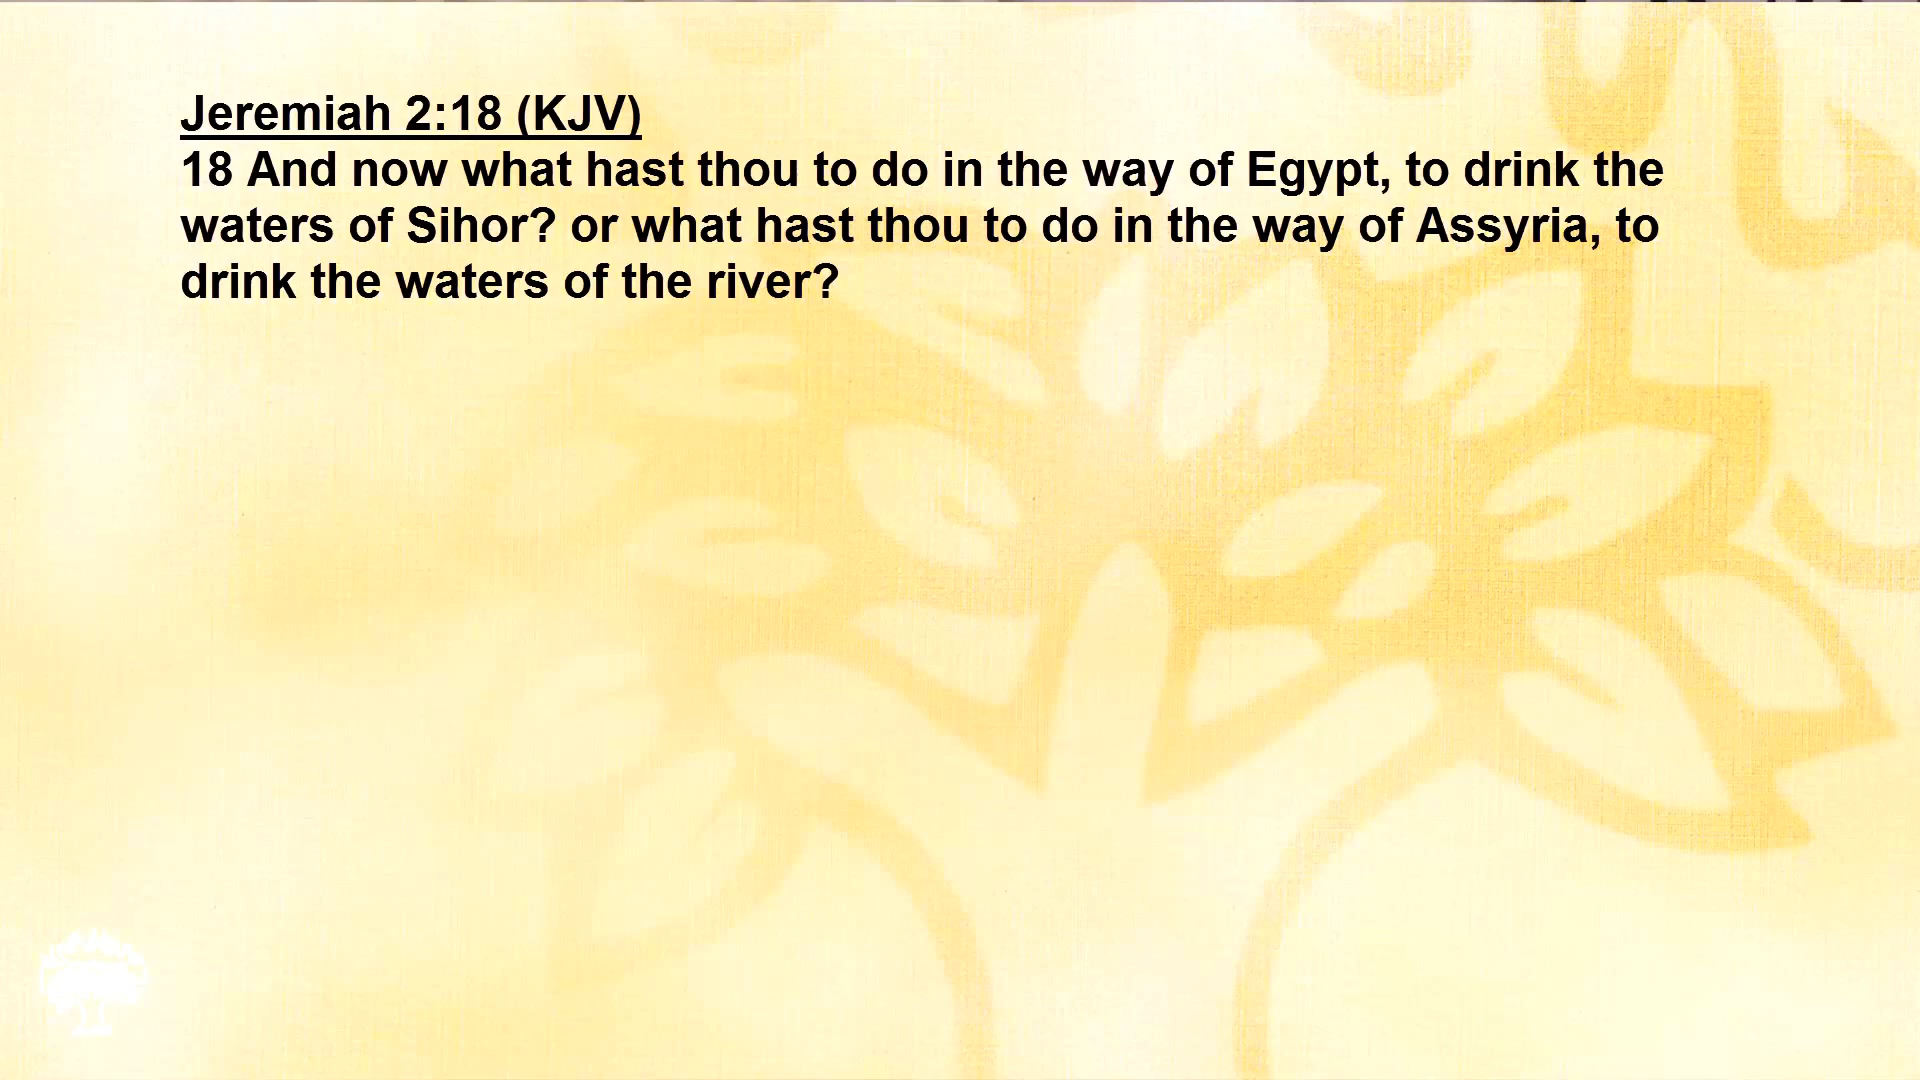 Jeremiah 2:18 (KJV)
18 And now what hast thou to do in the way of Egypt, to drink the
waters of Sihor? or what hast thou to do in the way of Assyria, to
drink the waters of the river?